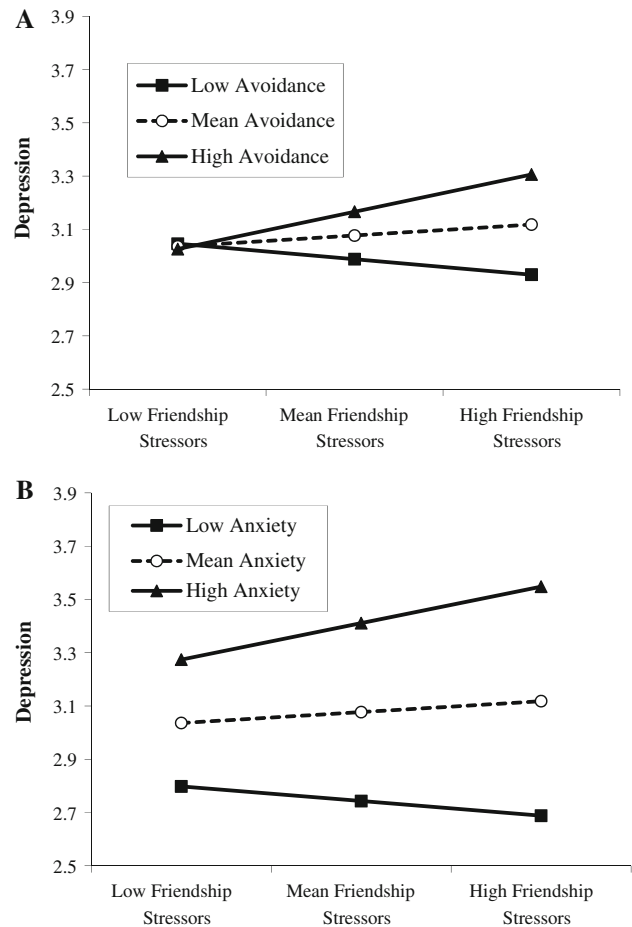 A
3.9
3.7
3.5
3.3
3.1
2.9
2.7
2.5
Depression
Low Avoidance
Mean Avoidance
High Avoidance
Low Friendship
Stressors
Mean Friendship
Stressors
High Friendship
Stressors
B
3.9
3.7
3.5
3.3
3.1
2.9
2.7
2.5
Depression
Low Anxiety
Mean Anxiety
High Anxiety
Low Friendship
Stressors
Mean Friendship
Stressors
High Friendship
Stressors